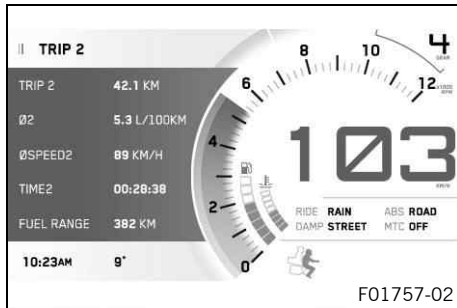 TRIP 2
TRIP 2 42.1 KM
Ø2 5.3 L/100KM
ØSPEED2 89 KM/H
TIME2 00:28:38
FUEL RANGE 382 KM
10:23AM 9°
0
2
4
6
8
10
12
X1000
RPM
4
GEAR
103
KM/H
RIDE RAIN ABS ROAD
DAMP STREET MTC OFF
F01757-02